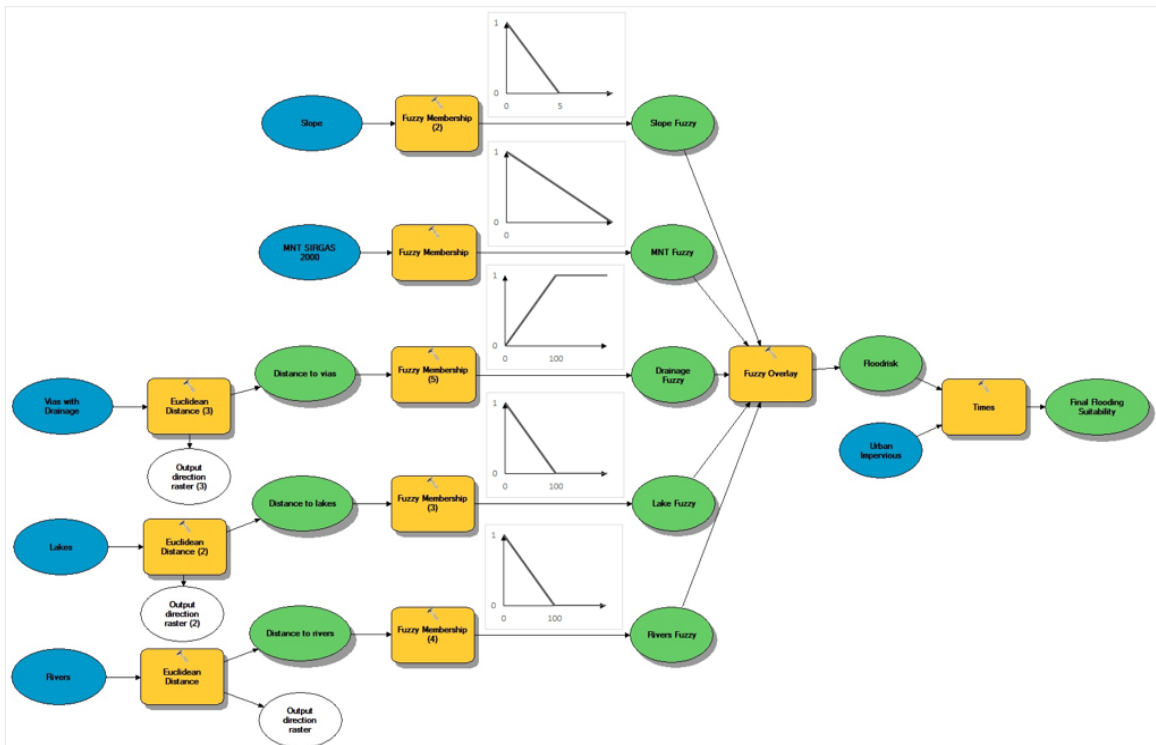 1
0
0
5
Slope
Fuzzy Membership
(2)
Slope Fuzzy
1
0
0
MNT SIRGAS
2000
Fuzzy Membership
MNT Fuzzy
1
0
0
100
Vias with
Drainage
Euclidean
Distance (3)
Distance to vias
Fuzzy Membership
(5)
Drainage
Fuzzy
Fuzzy Overlay
Floodrisk
Times
Final Flooding
Suitability
Urban
Impervious
Output
direction
raster (3)
1
0
0
100
Lakes
Euclidean
Distance (2)
Distance to lakes
Fuzzy Membership
(3)
Lake Fuzzy
Output
direction
raster (2)
1
0
0
100
Rivers
Euclidean
Distance
Distance to rivers
Fuzzy Membership
(4)
Rivers Fuzzy
Output
direction
raster